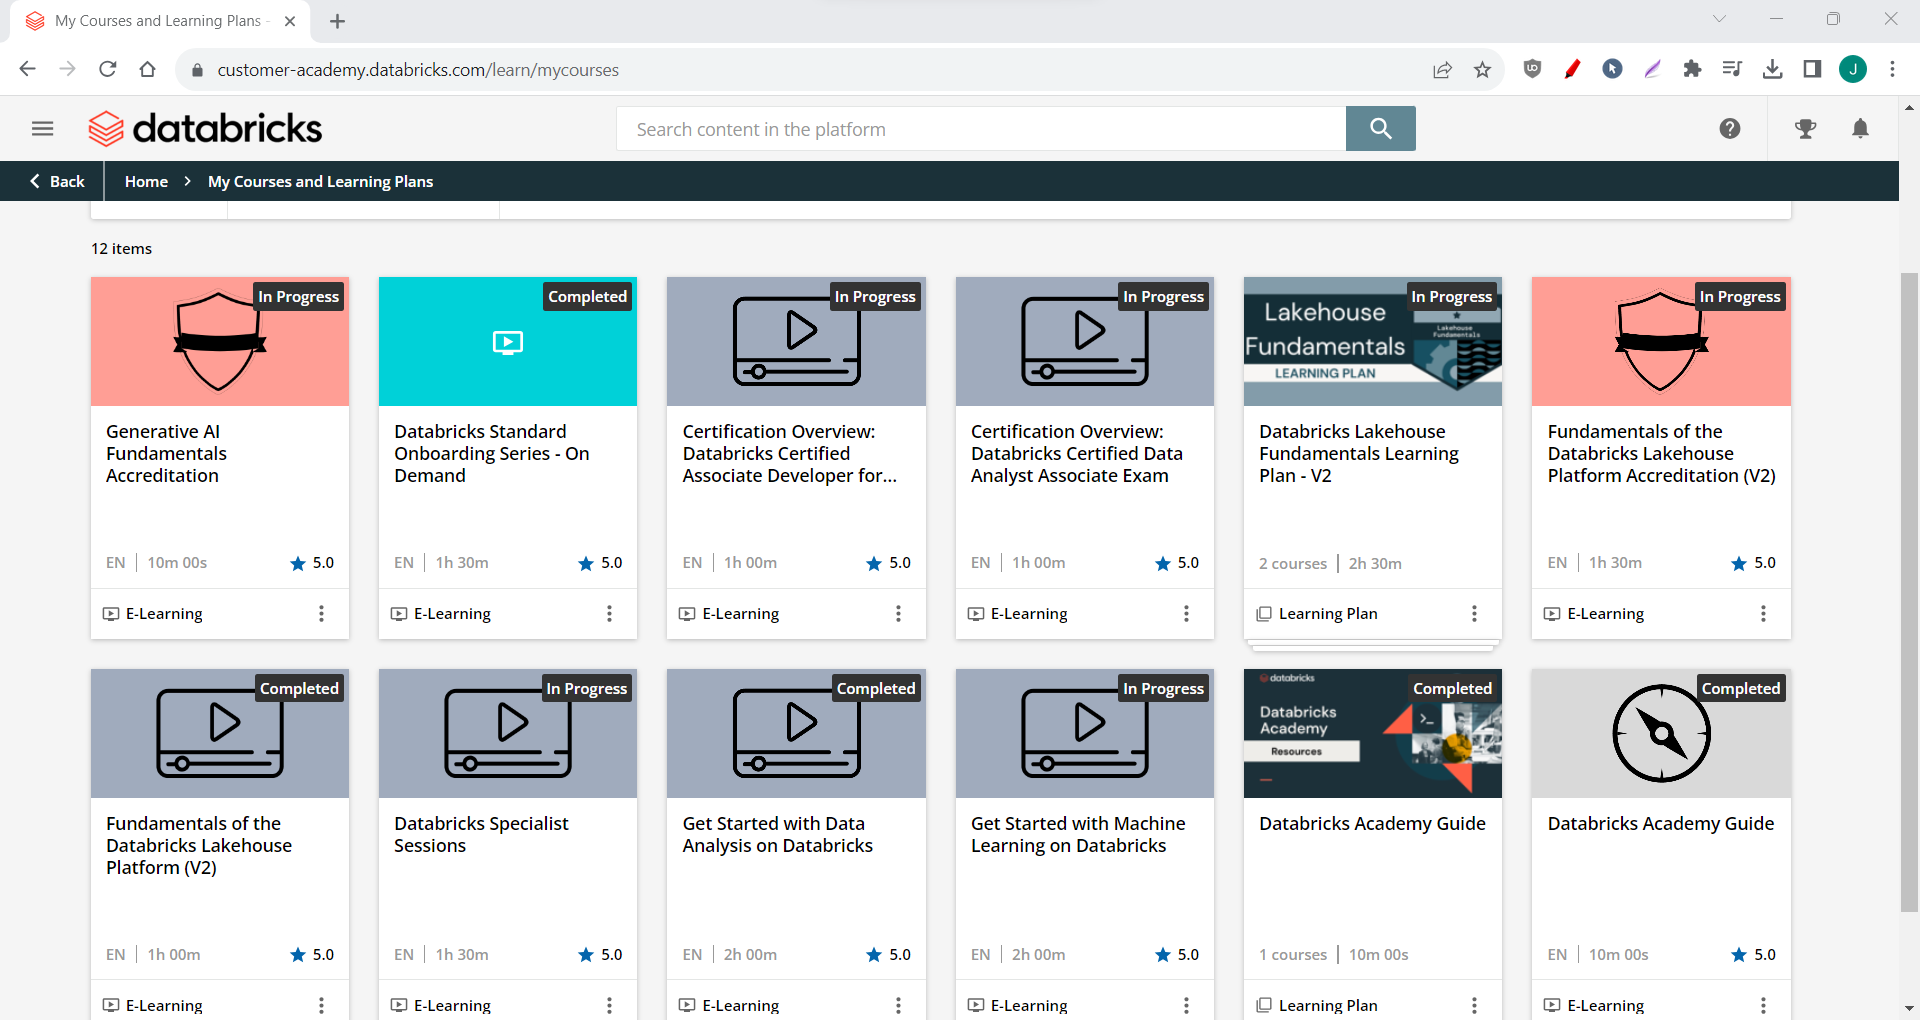 My Courses and Learning Plans -
customer-academy.databricks.com/learn/mycourses
J
databricks
Search content in the platform
Back
Home > My Courses and Learning Plans
12 items
In Progress
Generative AI
Fundamentals
Accreditation
EN | 10m 00s
5.0
E-Learning
Completed
Databricks Standard
Onboarding Series - On
Demand
EN | 1h 30m
5.0
E-Learning
In Progress
Certification Overview:
Databricks Certified
Associate Developer for...
EN | 1h 00m
5.0
E-Learning
In Progress
Certification Overview:
Databricks Certified Data
Analyst Associate Exam
EN | 1h 00m
5.0
E-Learning
In Progress
Lakehouse
Fundamentals
LEARNING PLAN
Lakehouse
Fundamentals
Databricks Lakehouse
Fundamentals Learning
Plan - V2
2 courses | 2h 30m
Learning Plan
In Progress
Fundamentals of the
Databricks Lakehouse
Platform Accreditation (V2)
EN | 1h 30m
5.0
E-Learning
Completed
Fundamentals of the
Databricks Lakehouse
Platform (V2)
EN | 1h 00m
5.0
E-Learning
In Progress
Databricks Specialist
Sessions
EN | 1h 30m
5.0
E-Learning
Completed
Get Started with Data
Analysis on Databricks
EN | 2h 00m
5.0
E-Learning
In Progress
Get Started with Machine
Learning on Databricks
EN | 2h 00m
5.0
E-Learning
databricks
Completed
Databricks
Academy
Resources
Databricks Academy Guide
1 courses | 10m 00s
Learning Plan
Completed
Databricks Academy Guide
EN | 10m 00s
5.0
E-Learning